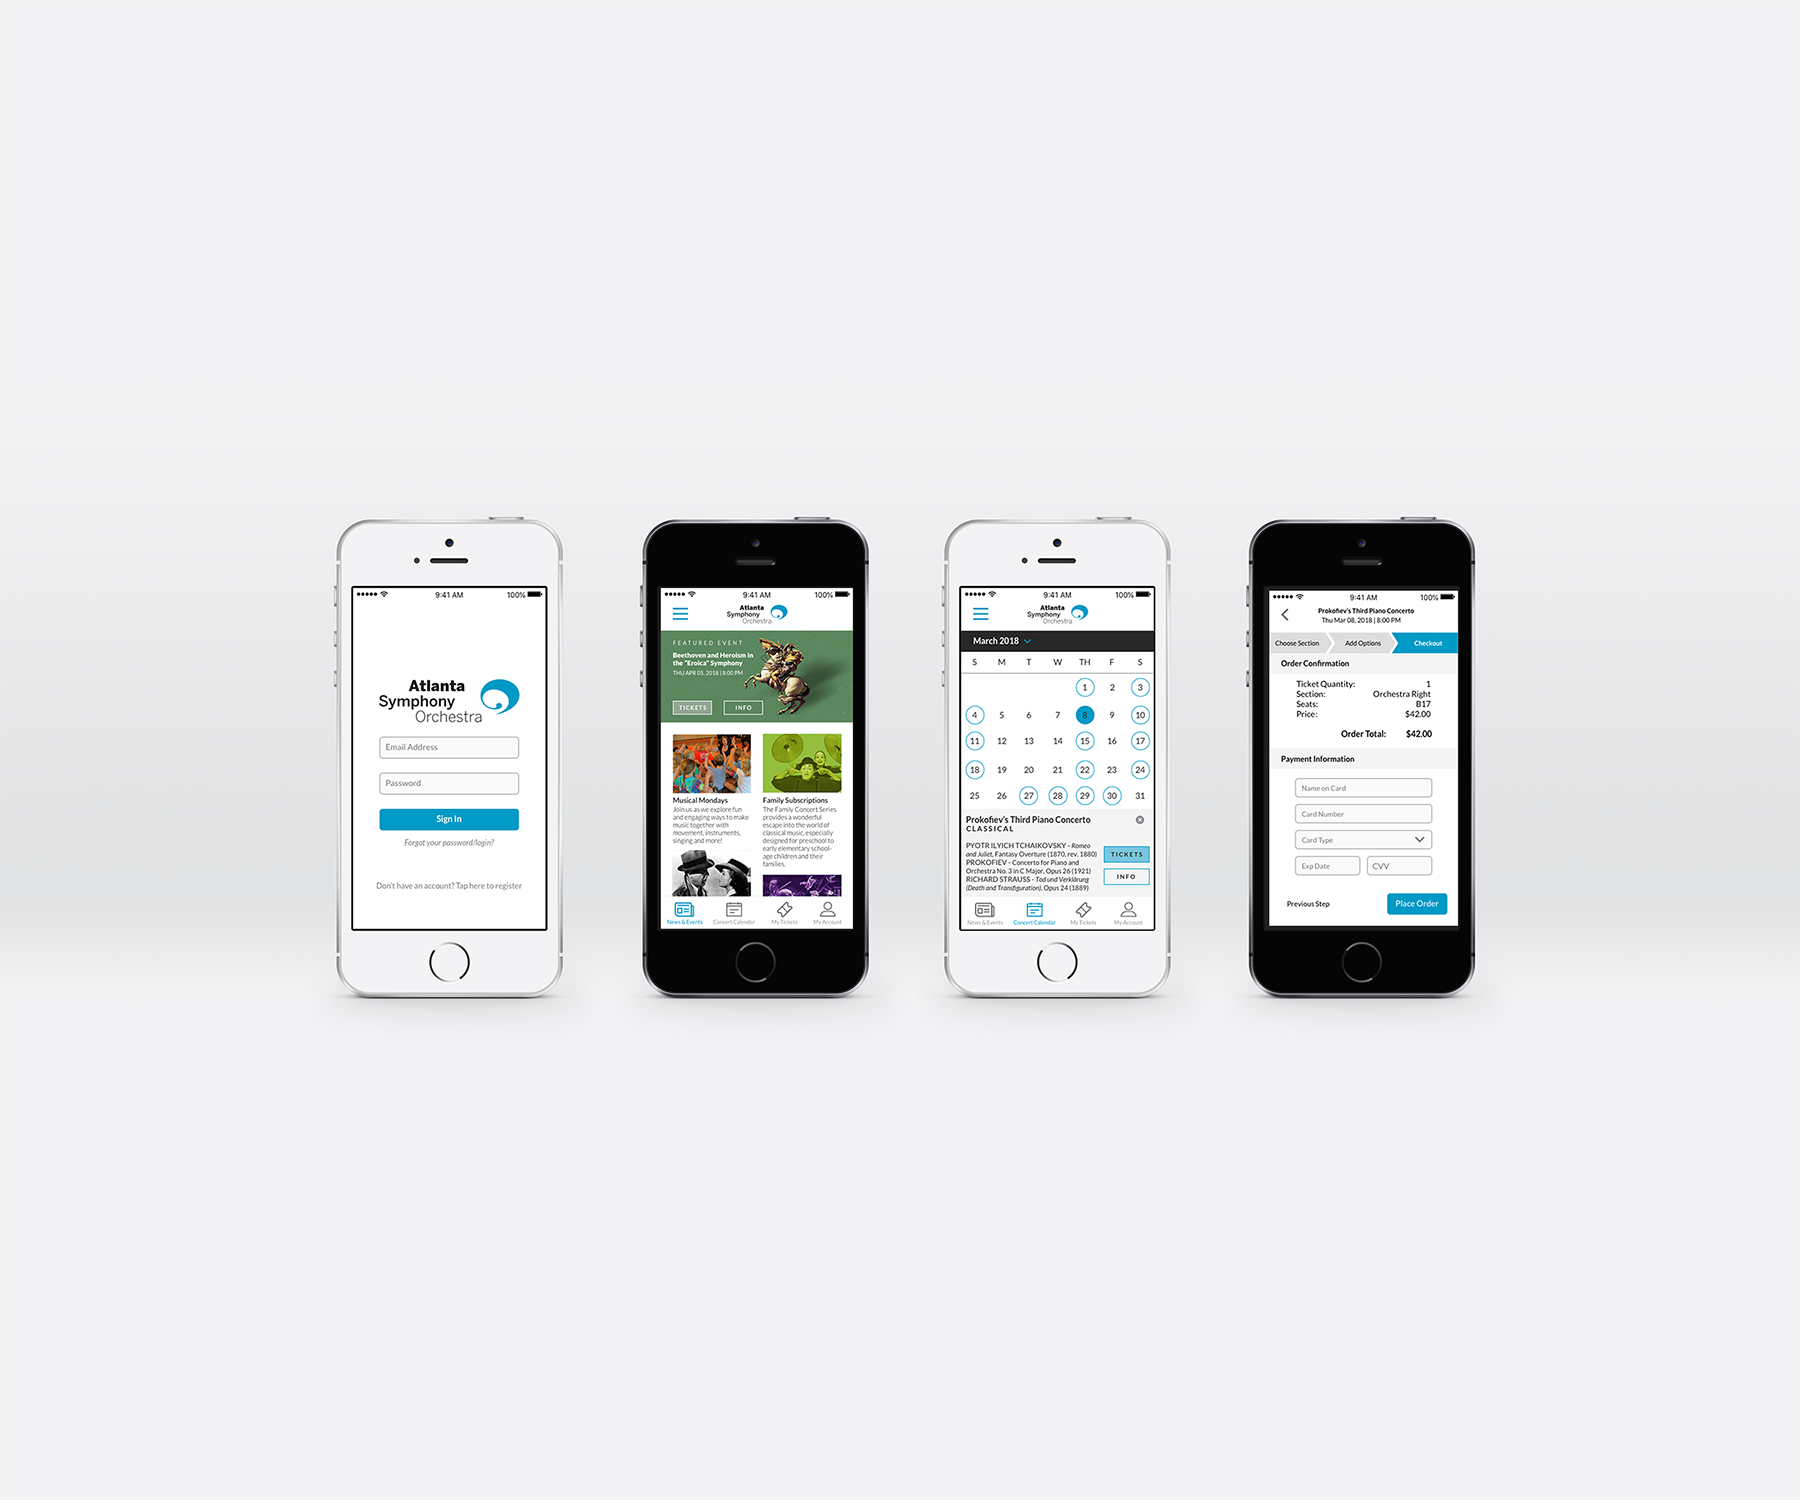 9:41 AM 100%
Atlanta
Symphony
Orchestra
Email Address
Password
Sign In
Forgot your password/login?
Don't have an account? Tap here to register
9:41 AM 100%
Atlanta
Symphony
Orchestra
FEATURED EVENT
Beethoven and Heroism in
the "Eroica" Symphony
THU APR 05, 2018 | 8:00 PM
TICKETS INFO
Musical Mondays
Join us as we explore fun
and engaging ways to make
music together with
movement, instruments,
singing and more!
Family Subscriptions
The Family Concert Series
provides a wonderful
escape into the world of
classical music, especially
designed for preschool to
early elementary school-
age children and their
families.
News & Events Concert Calendar My Tickets My Account
9:41 AM 100%
Atlanta
Symphony
Orchestra
March 2018
S M T W TH F S
1 2 3
4 5 6 7 8 9 10
11 12 13 14 15 16 17
18 19 20 21 22 23 24
25 26 27 28 29 30 31
Prokofiev's Third Piano Concerto
CLASSICAL
PYOTR ILYICH TCHAIKOVSKY - Romeo
and Juliet, Fantasy Overture (1870, rev. 1880)
PROKOFIEV - Concerto for Piano and
Orchestra No. 3 in C Major, Opus 26 (1921)
RICHARD STRAUSS - Tod und Verklärung
(Death and Transfiguration), Opus 24 (1889)
TICKETS
INFO
News & Events Concert Calendar My Tickets My Account
9:41 AM 100%
Prokofiev's Third Piano Concerto
Thu Mar 08, 2018 | 8:00 PM
Choose Section Add Options Checkout
Order Confirmation
Ticket Quantity: 1
Section: Orchestra Right
Seats: B17
Price: $42.00
Order Total: $42.00
Payment Information
Name on Card
Card Number
Card Type
Exp Date CVV
Previous Step Place Order